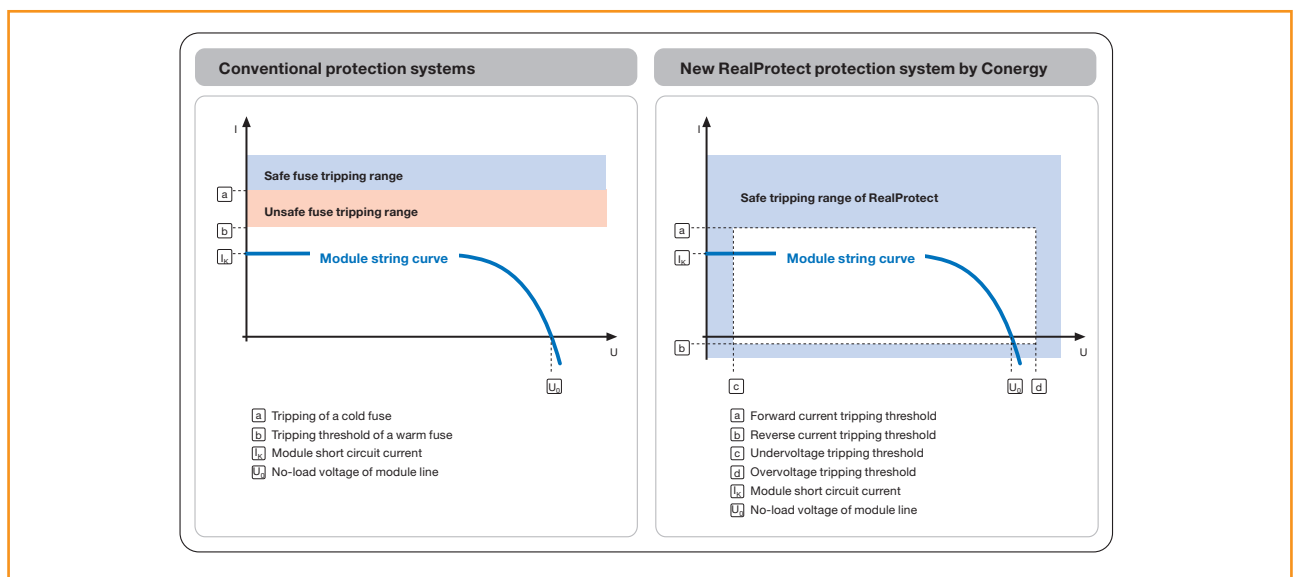 Conventional protection systems
I
Safe fuse tripping range
a
Unsafe fuse tripping range
b
IK
Module string curve
U
U0
a Tripping of a cold fuse
b Tripping threshold of a warm fuse
IK Module short circuit current
U0 No-load voltage of module line
New RealProtect protection system by Conergy
I
Safe tripping range of RealProtect
a
IK
Module string curve
b
U
c
U0
d
a Forward current tripping threshold
b Reverse current tripping threshold
c Undervoltage tripping threshold
d Overvoltage tripping threshold
IK Module short circuit current
U0 No-load voltage of module line